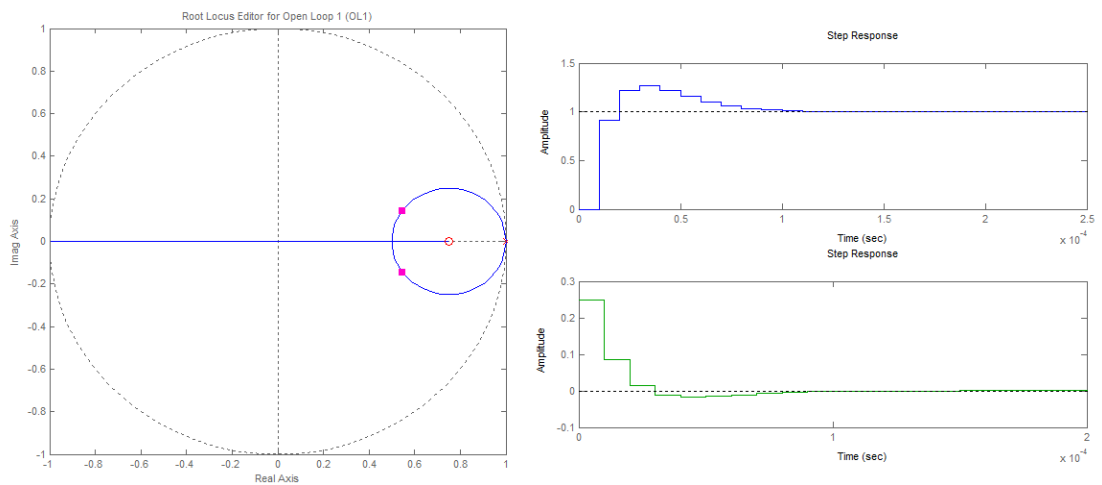 Root Locus Editor for Open Loop 1 (OL1)
1
0.8
0.6
0.4
0.2
0
-0.2
-0.4
-0.6
-0.8
-1
Imag Axis
-1 -0.8 -0.6 -0.4 -0.2 0 0.2 0.4 0.6 0.8 1
Real Axis
Step Response
1.5
1
0.5
0
Amplitude
0 0.5 1 1.5 2 2.5
Time (sec)
x 10^-4
Step Response
0.3
0.2
0.1
0
-0.1
Amplitude
0 1 2
Time (sec)
x 10^-4